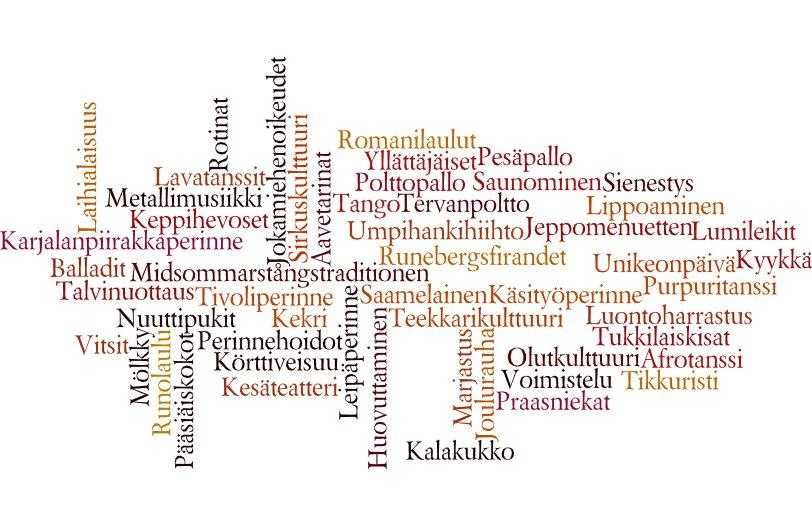 Laihialaisuus
Rotinat
Jokamiehenoikeudet
Sirkuskulttuuri
Aavetarinat
Romanilaulut
Yllättäjäiset
Pesäpallo
Lavatanssit
Polttopallo
Saunominen
Sienestys
Metallimusiikki
Tango
Tervanpoltto
Lippoaminen
Keppihevoset
Umpihankihiihto
Jeppomenuetten
Lumileikit
Karjalanpiirakkaperinne
Runebergsfirandet
Unikeonpäivä
Kyykkä
Balladit
Midsommarstångstraditionen
Talvinuottaus
Tivoliperinne
Saamelainen
Käsityöperinne
Purpuritanssi
Nuuttipukit
Kekri
Leipäperinne
Teekkarikulttuuri
Luontoharrastus
Vitsit
Mölkky
Runolaulu
Pääsiäiskokot
Perinnehoidot
Huovuttaminen
Marjastus
Joulurauha
Tukkilaiskisat
Körttiveisuu
Olutkulttuuri
Afrotanssi
Kesäteatteri
Voimistelu
Tikkuristi
Praasniekat
Kalakukko